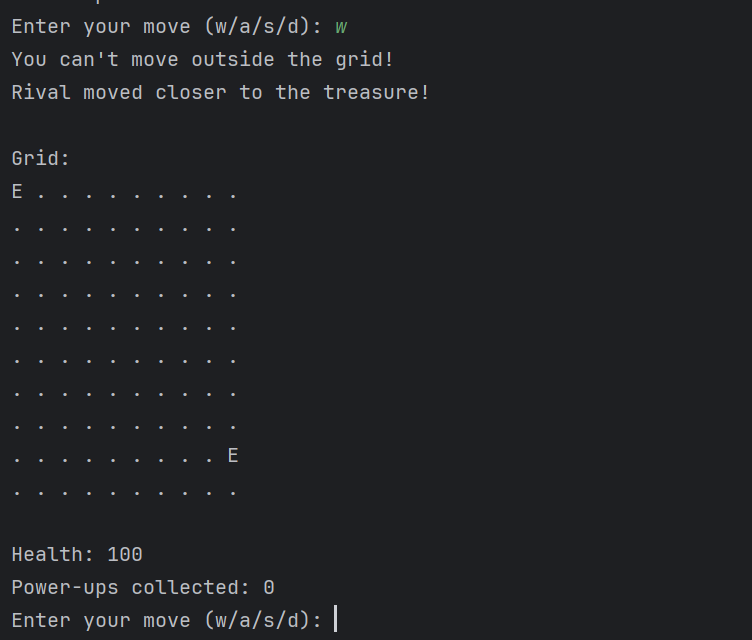 Enter your move (w/a/s/d): w
You can't move outside the grid!
Rival moved closer to the treasure!
Grid:
E . . . . . . . . .
. . . . . . . . . .
. . . . . . . . . .
. . . . . . . . . .
. . . . . . . . . .
. . . . . . . . . .
. . . . . . . . . .
. . . . . . . . . .
. . . . . . . . . E
. . . . . . . . . .
Health: 100
Power-ups collected: 0
Enter your move (w/a/s/d):